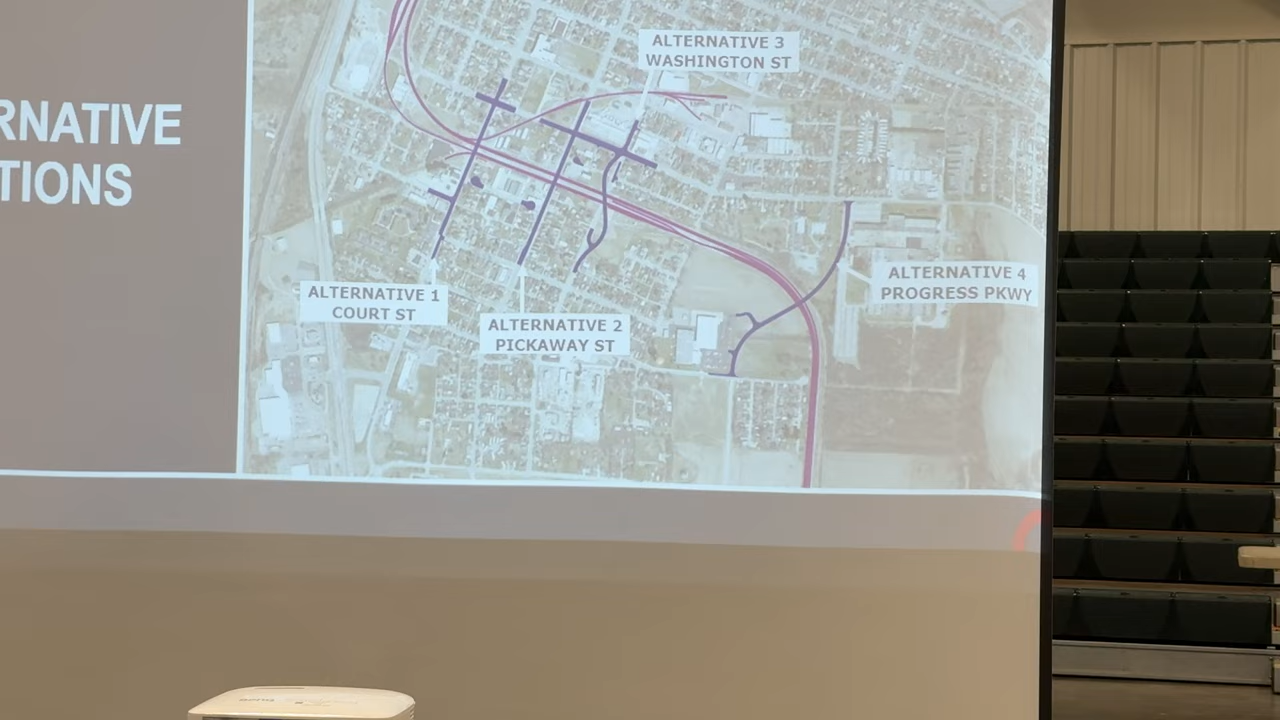 RNATIVE
TIONS
ALTERNATIVE 3
WASHINGTON ST
ALTERNATIVE 4
PROGRESS PKWY
ALTERNATIVE 1
COURT ST
ALTERNATIVE 2
PICKAWAY ST